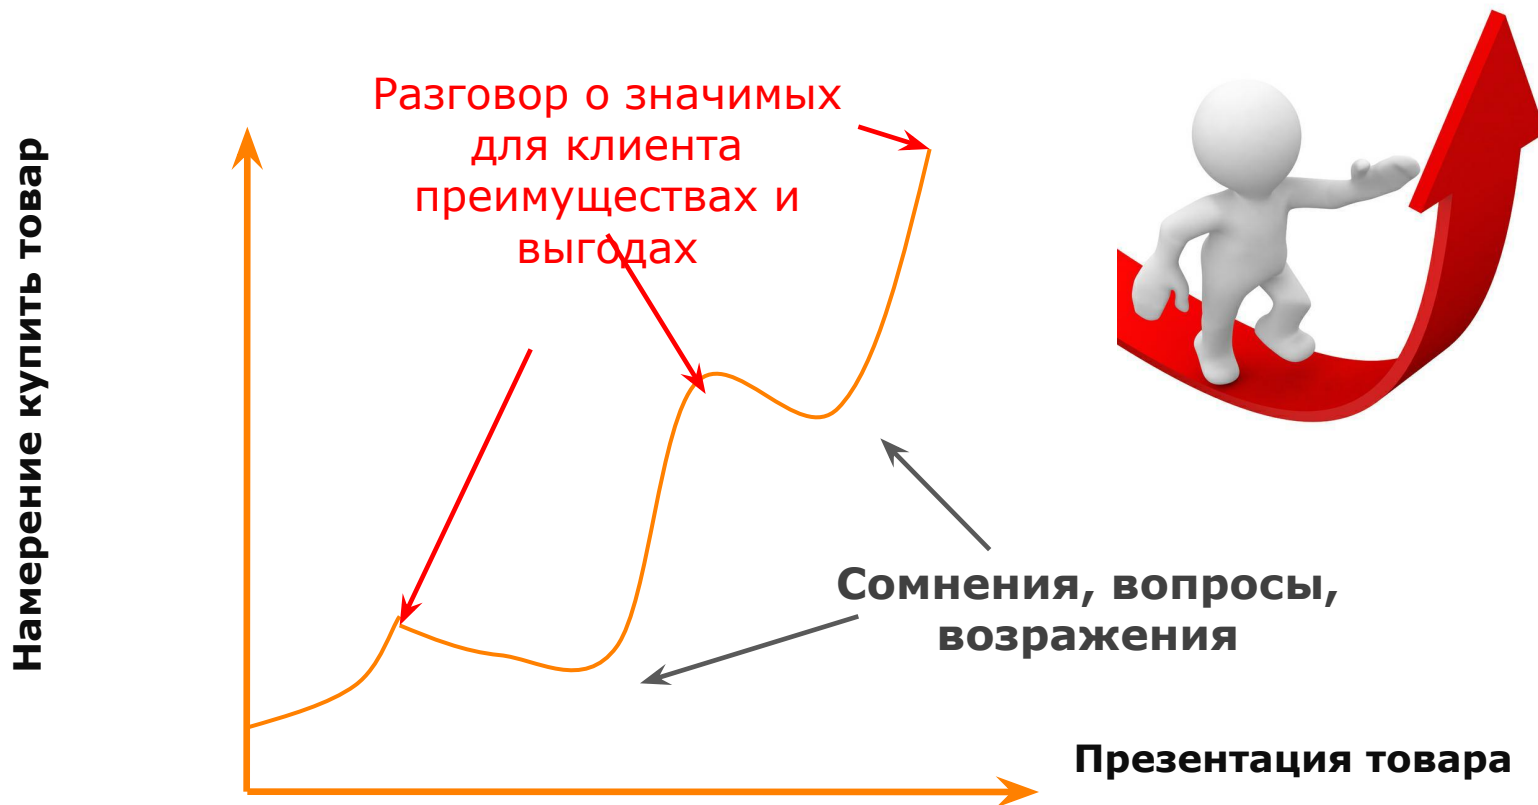 Намерение купить товар
Разговор о значимых
для клиента
преимуществах и
выгодах
Сомнения, вопросы,
возражения
Презентация товара